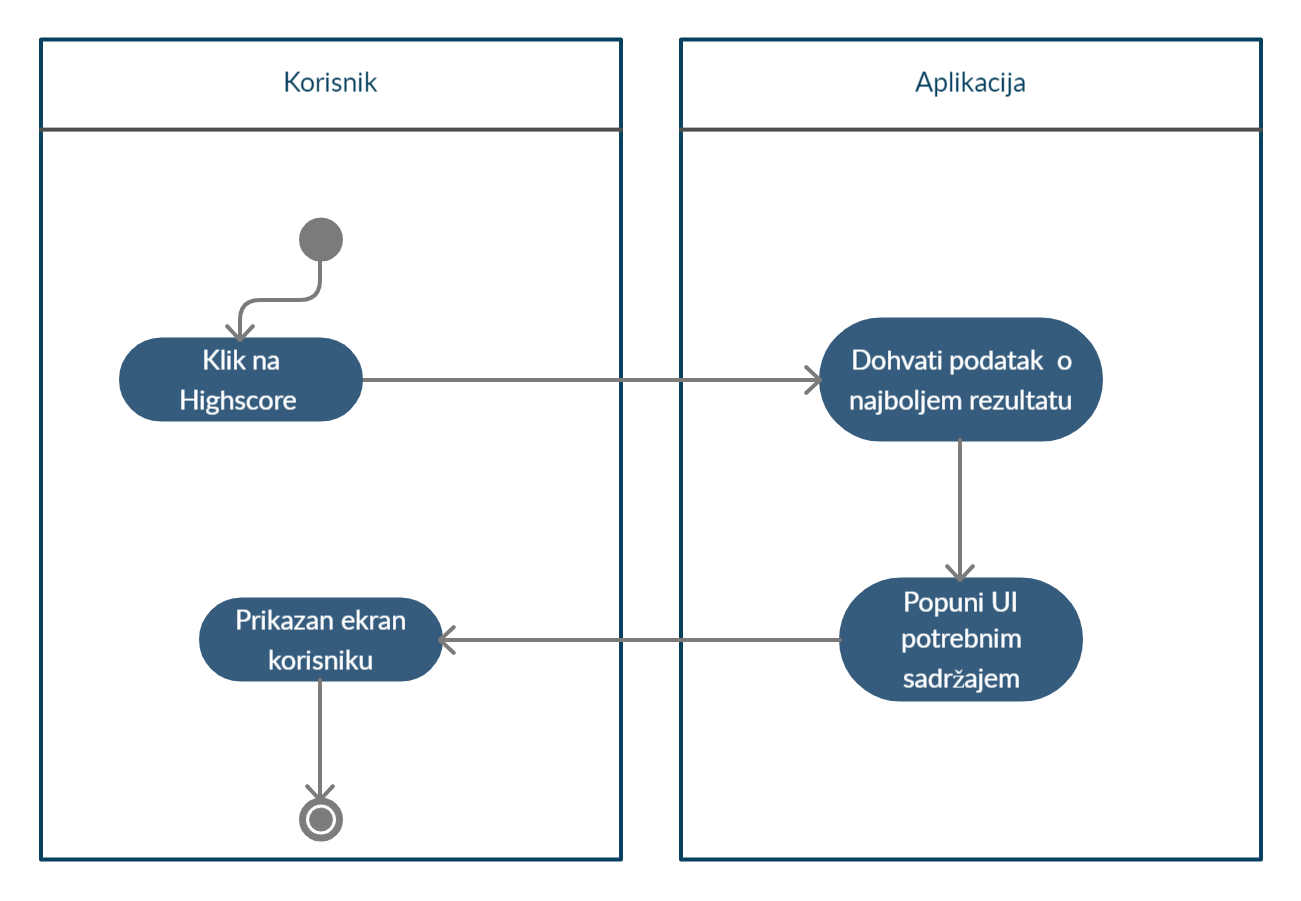 Korisnik
Aplikacija
Klik na
Highscore
Dohvati podatak  o
najboljem rezultatu
Prikazan ekran
korisniku
Popuni UI
potrebnim
sadržajem